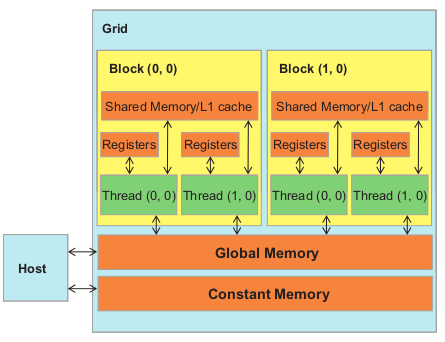 Grid
Block (0, 0)
Block (1, 0)
Shared Memory/L1 cache
Shared Memory/L1 cache
Registers
Registers
Registers
Registers
Thread (0, 0)
Thread (1, 0)
Thread (0, 0)
Thread (1, 0)
Host
Global Memory
Constant Memory